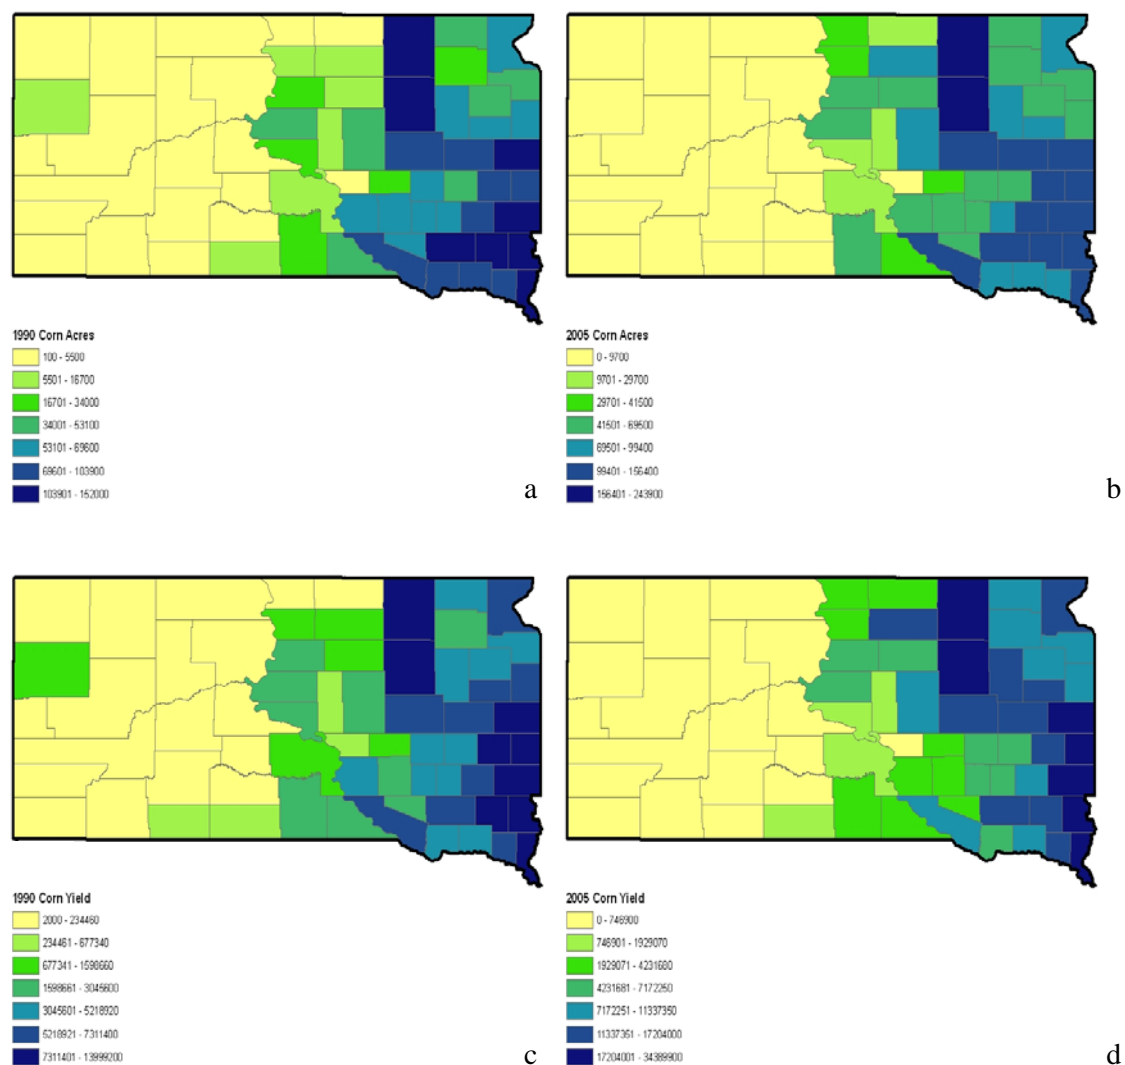 1990 Corn Acres
100 - 5500
5501 - 16700
16701 - 34000
34001 - 53100
53101 - 69600
69601 - 103900
103901 - 152000
a
2005 Corn Acres
0 - 9700
9701 - 29700
29701 - 41500
41501 - 69500
69501 - 99400
99401 - 156400
156401 - 243900
b
1990 Corn Yield
2000 - 234460
234461 - 677340
677341 - 1598660
1598661 - 3045600
3045601 - 5218920
5218921 - 7311400
7311401 - 13999200
c
2005 Corn Yield
0 - 746900
746901 - 1929070
1929071 - 4231680
4231681 - 7172250
7172251 - 11337350
11337351 - 17204000
17204001 - 34389900
d